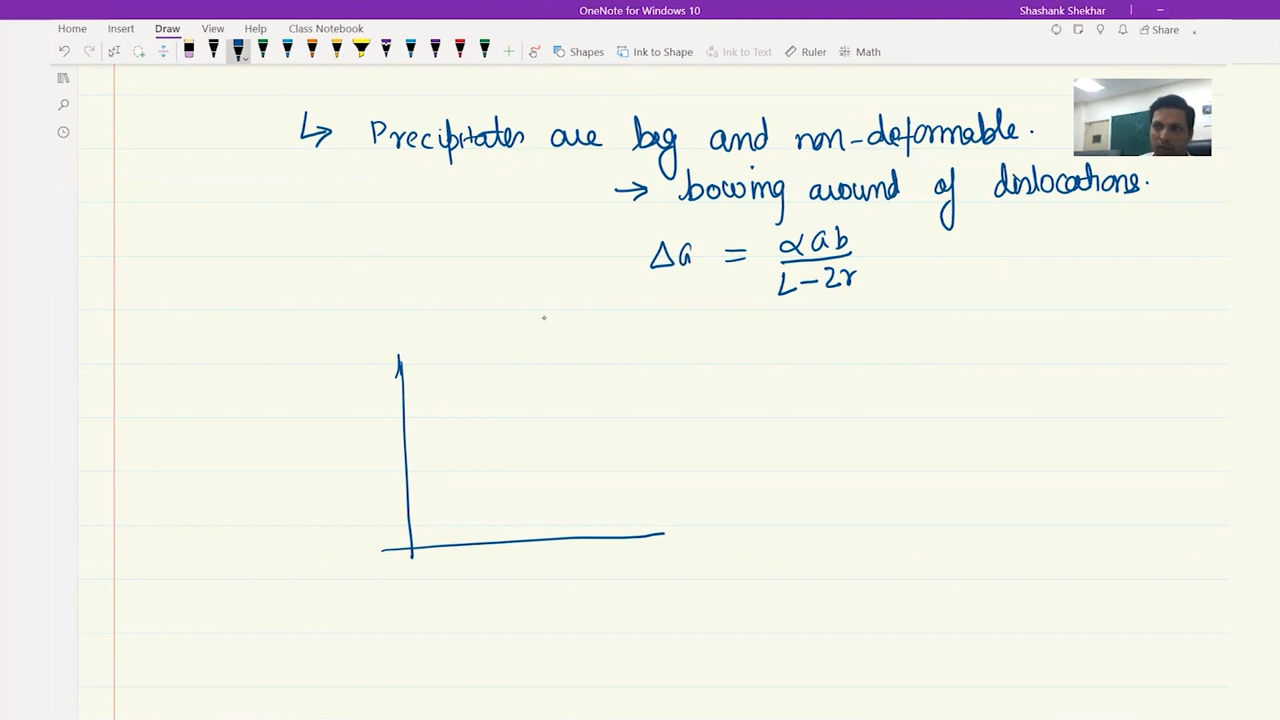 OneNote for Windows 10
Shashank Shekhar
Home Insert Draw View Help Class Notebook
Shapes Ink to Shape Ink to Text Ruler Math Share
↳ Precipitates are big and non-deformable.
→ bowing around of dislocations.
ΔG = αGb / L-2r